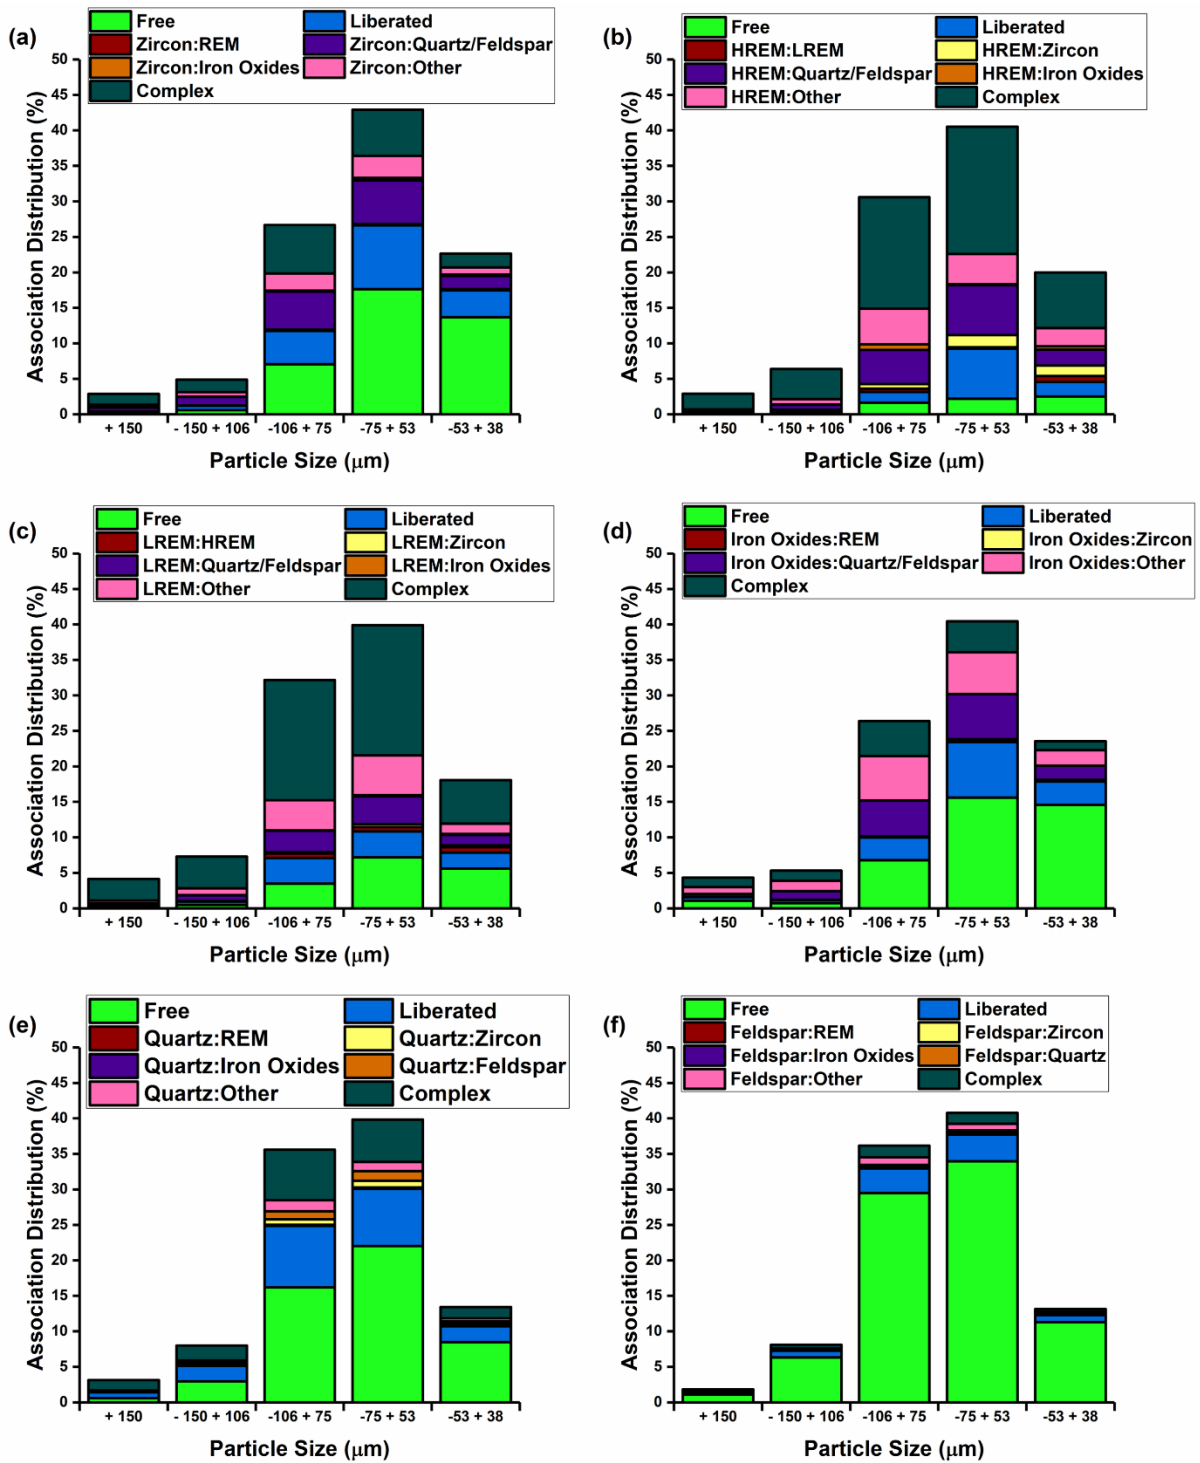 (a)
Free Liberated
Zircon:REM Zircon:Quartz/Feldspar
Zircon:Iron Oxides Zircon:Other
Complex
Association Distribution (%)
50
45
40
35
30
25
20
15
10
5
0
+ 150 - 150 + 106 -106 + 75 -75 + 53 -53 + 38
Particle Size (μm)
(b)
Free Liberated
HREM:LREM HREM:Zircon
HREM:Quartz/Feldspar HREM:Iron Oxides
HREM:Other Complex
Association Distribution (%)
50
45
40
35
30
25
20
15
10
5
0
+ 150 - 150 + 106 -106 + 75 -75 + 53 -53 + 38
Particle Size (μm)
(c)
Free Liberated
LREM:HREM LREM:Zircon
LREM:Quartz/Feldspar LREM:Iron Oxides
LREM:Other Complex
Association Distribution (%)
50
45
40
35
30
25
20
15
10
5
0
+ 150 - 150 + 106 -106 + 75 -75 + 53 -53 + 38
Particle Size (μm)
(d)
Free Liberated
Iron Oxides:REM Iron Oxides:Zircon
Iron Oxides:Quartz/Feldspar Iron Oxides:Other
Complex
Association Distribution (%)
50
45
40
35
30
25
20
15
10
5
0
+ 150 - 150 + 106 -106 + 75 -75 + 53 -53 + 38
Particle Size (μm)
(e)
Free Liberated
Quartz:REM Quartz:Zircon
Quartz:Iron Oxides Quartz:Feldspar
Quartz:Other Complex
Association Distribution (%)
50
45
40
35
30
25
20
15
10
5
0
+ 150 - 150 + 106 -106 + 75 -75 + 53 -53 + 38
Particle Size (μm)
(f)
Free Liberated
Feldspar:REM Feldspar:Zircon
Feldspar:Iron Oxides Feldspar:Quartz
Feldspar:Other Complex
Association Distribution (%)
50
45
40
35
30
25
20
15
10
5
0
+ 150 - 150 + 106 -106 + 75 -75 + 53 -53 + 38
Particle Size (μm)